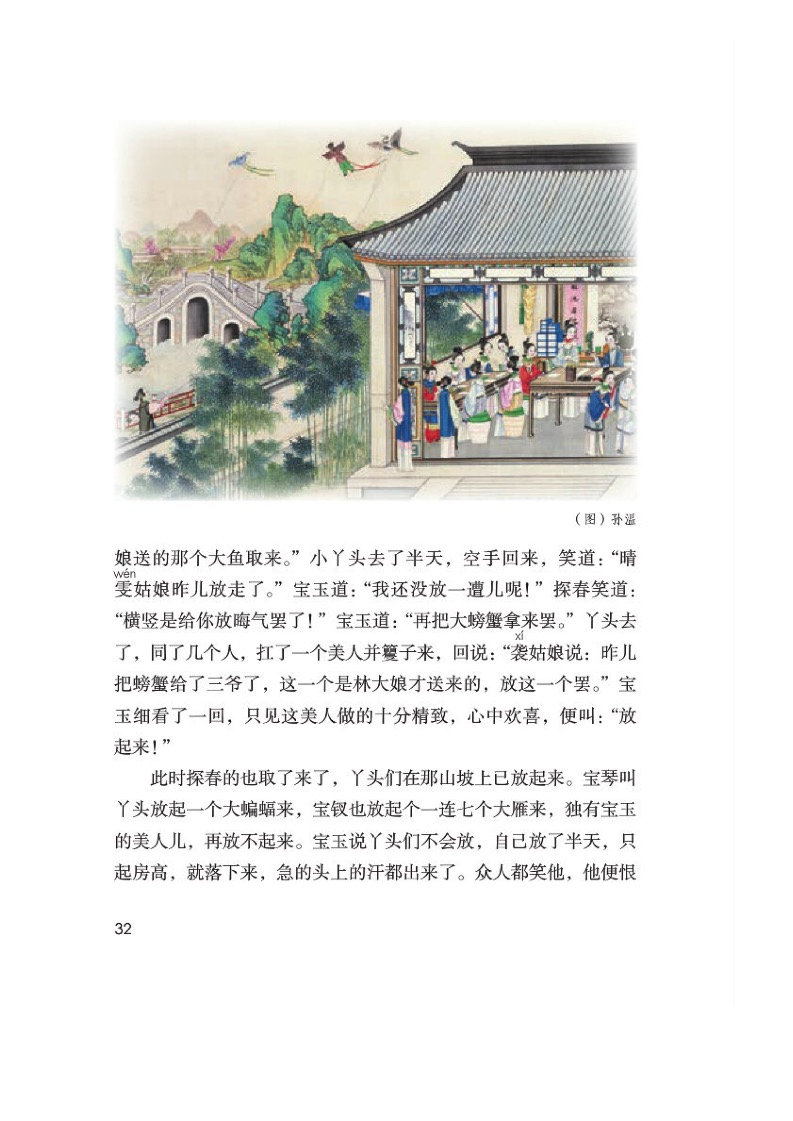 （图）孙温
娘送的那个大鱼取来。”小丫头去了半天，空手回来，笑道：“晴
wén
雯姑娘昨儿放走了。”宝玉道：“我还没放一遭儿呢！”探春笑道：
“横竖是给你放晦气罢了！”宝玉道：“再把大螃蟹拿来罢。”丫头去
xí
了，同了几个人，扛了一个美人并籰子来，回说：“袭姑娘说：昨儿
把螃蟹给了三爷了，这一个是林大娘才送来的，放这一个罢。”宝
玉细看了一回，只见这美人做的十分精致，心中欢喜，便叫：“放
起来！”
此时探春的也取了来了，丫头们在那山坡上已放起来。宝琴叫
丫头放起一个大蝙蝠来，宝钗也放起个一连七个大雁来，独有宝玉
的美人儿，再放不起来。宝玉说丫头们不会放，自己放了半天，只
起房高，就落下来，急的头上的汗都出来了。众人都笑他，他便恨
32